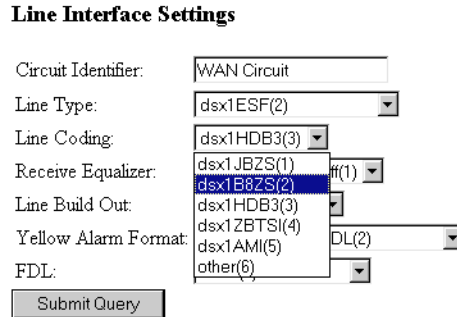 Line Interface Settings
Circuit Identifier: WAN Circuit
Line Type: dsx1ESF(2)
Line Coding: dsx1HDB3(3)
Receive Equalizer: ff(1)
dsx1JBZS(1)
dsx1B8ZS(2)
dsx1HDB3(3)
dsx1ZBTSI(4)
dsx1AMI(5)
other(6)
Line Build Out:
Yellow Alarm Format: DL(2)
FDL:
Submit Query